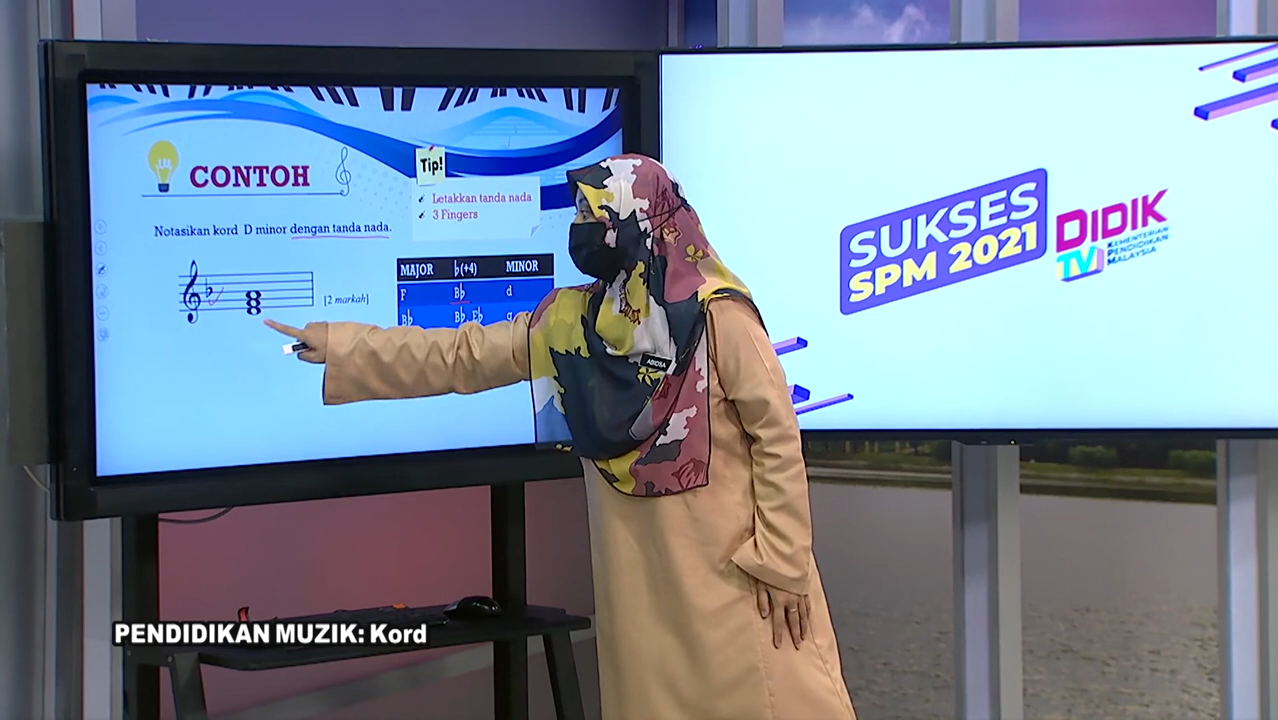 CONTOH
Tip!
Letakkan tanda nada
3 Fingers
Notasikan kord D minor dengan tanda nada.
[2 markah]
MAJOR ♭(+4) MINOR
F B♭ d
B♭ B♭, E♭ g
SUKSES
SPM 2021
DIDIK
TV
KEMENTERIAN
PENDIDIKAN
MALAYSIA
ABIDSA
PENDIDIKAN MUZIK: Kord